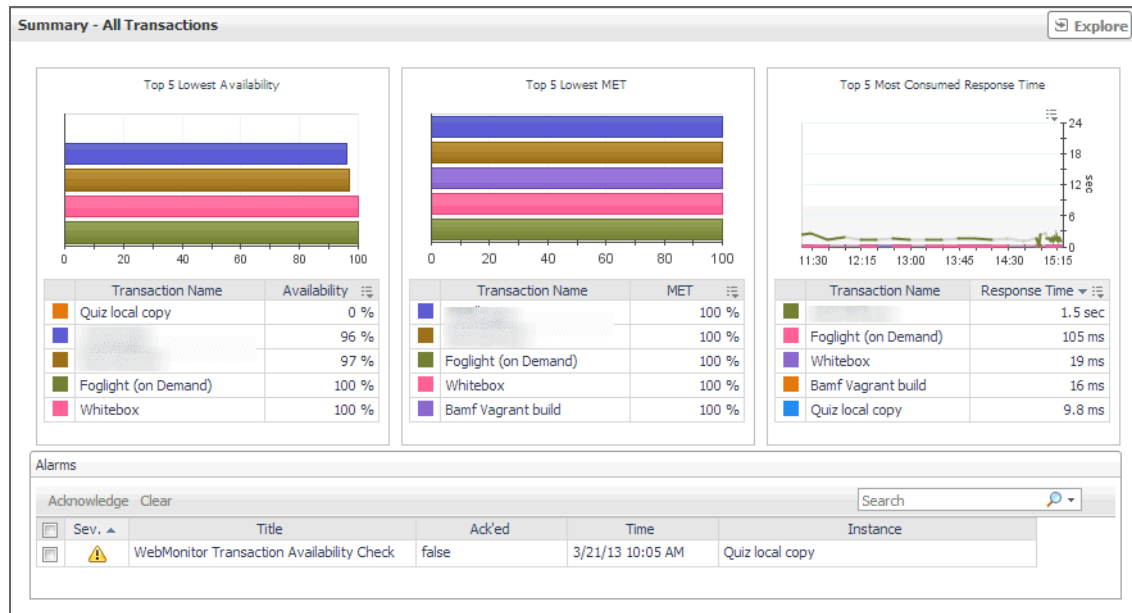 Summary - All Transactions
Explore
Top 5 Lowest Availability
0 20 40 60 80 100
Transaction Name Availability
Quiz local copy 0 %
96 %
97 %
Foglight (on Demand) 100 %
Whitebox 100 %
Top 5 Lowest MET
0 20 40 60 80 100
Transaction Name MET
100 %
100 %
Foglight (on Demand) 100 %
Whitebox 100 %
Bamf Vagrant build 100 %
Top 5 Most Consumed Response Time
24
18
12
6
0
sec
11:30 12:15 13:00 13:45 14:30 15:15
Transaction Name Response Time
1.5 sec
Foglight (on Demand) 105 ms
Whitebox 19 ms
Bamf Vagrant build 16 ms
Quiz local copy 9.8 ms
Alarms
Acknowledge Clear Search
Sev. Title Ack'ed Time Instance
WebMonitor Transaction Availability Check false 3/21/13 10:05 AM Quiz local copy